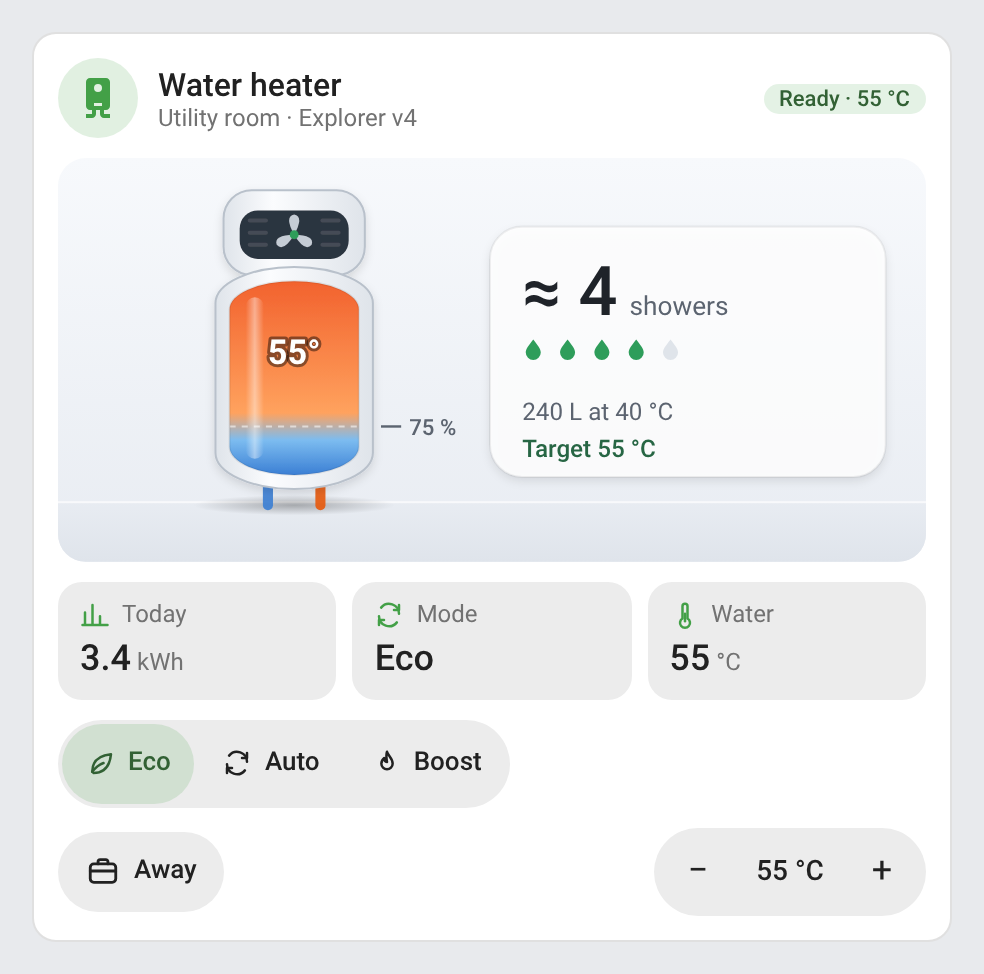 Water heater
Utility room · Explorer v4
Ready · 55 °C
55°
75 %
≈ 4 showers
240 L at 40 °C
Target 55 °C
Today
3.4 kWh
Mode
Eco
Water
55 °C
Eco
Auto
Boost
Away
− 55 °C +